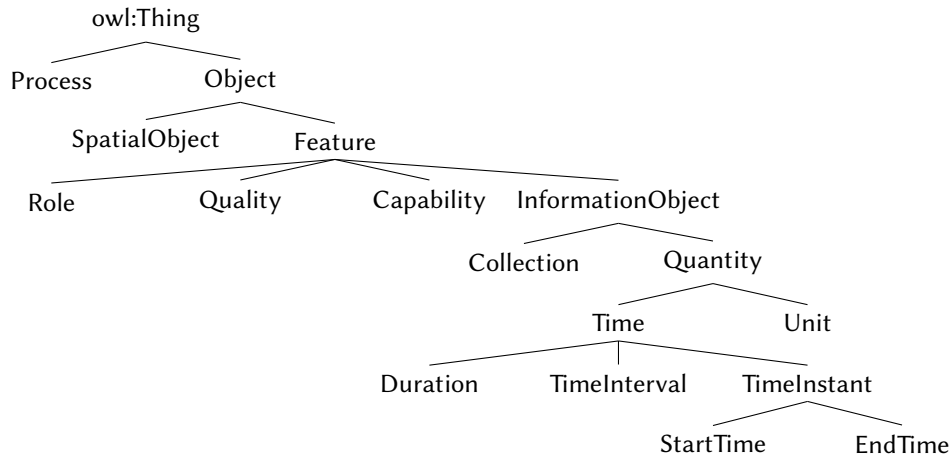 owl:Thing
Process Object
SpatialObject Feature
Role Quality Capability InformationObject
Collection Quantity
Time Unit
Duration TimeInterval TimeInstant
StartTime EndTime